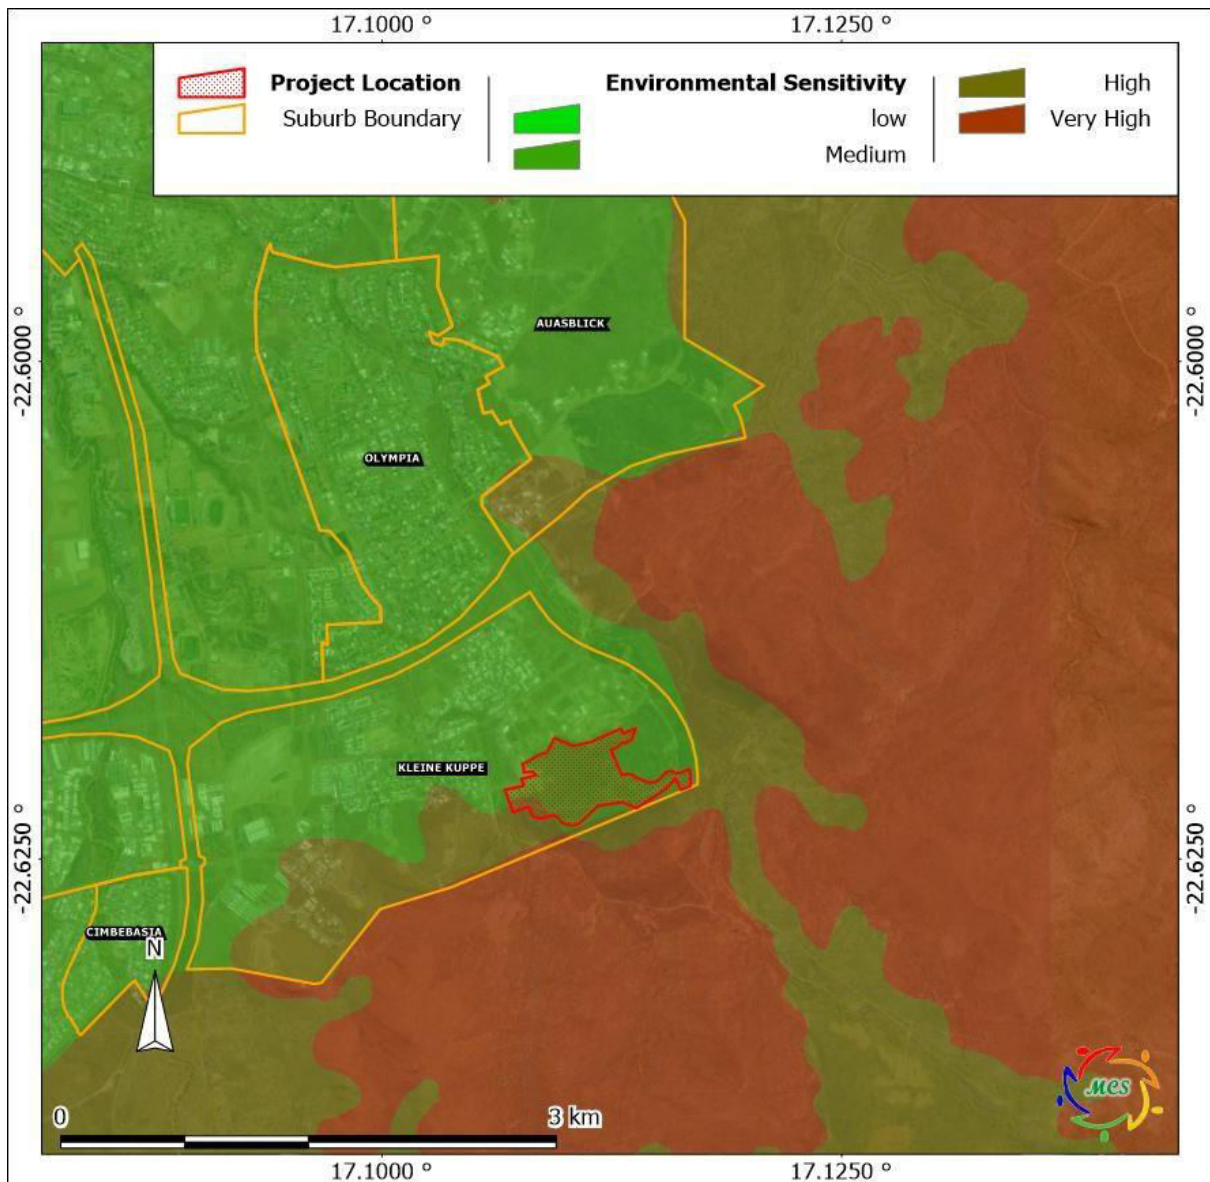 17.1000 °
17.1250 °
Project Location
Suburb Boundary
Environmental Sensitivity
low
Medium
High
Very High
-22.6000 °
-22.6000 °
AUASBLICK
OLYMPIA
KLEINE KUPPE
-22.6250 °
-22.6250 °
CIMBEBASIA
N
MCS
0
3 km
17.1000 °
17.1250 °